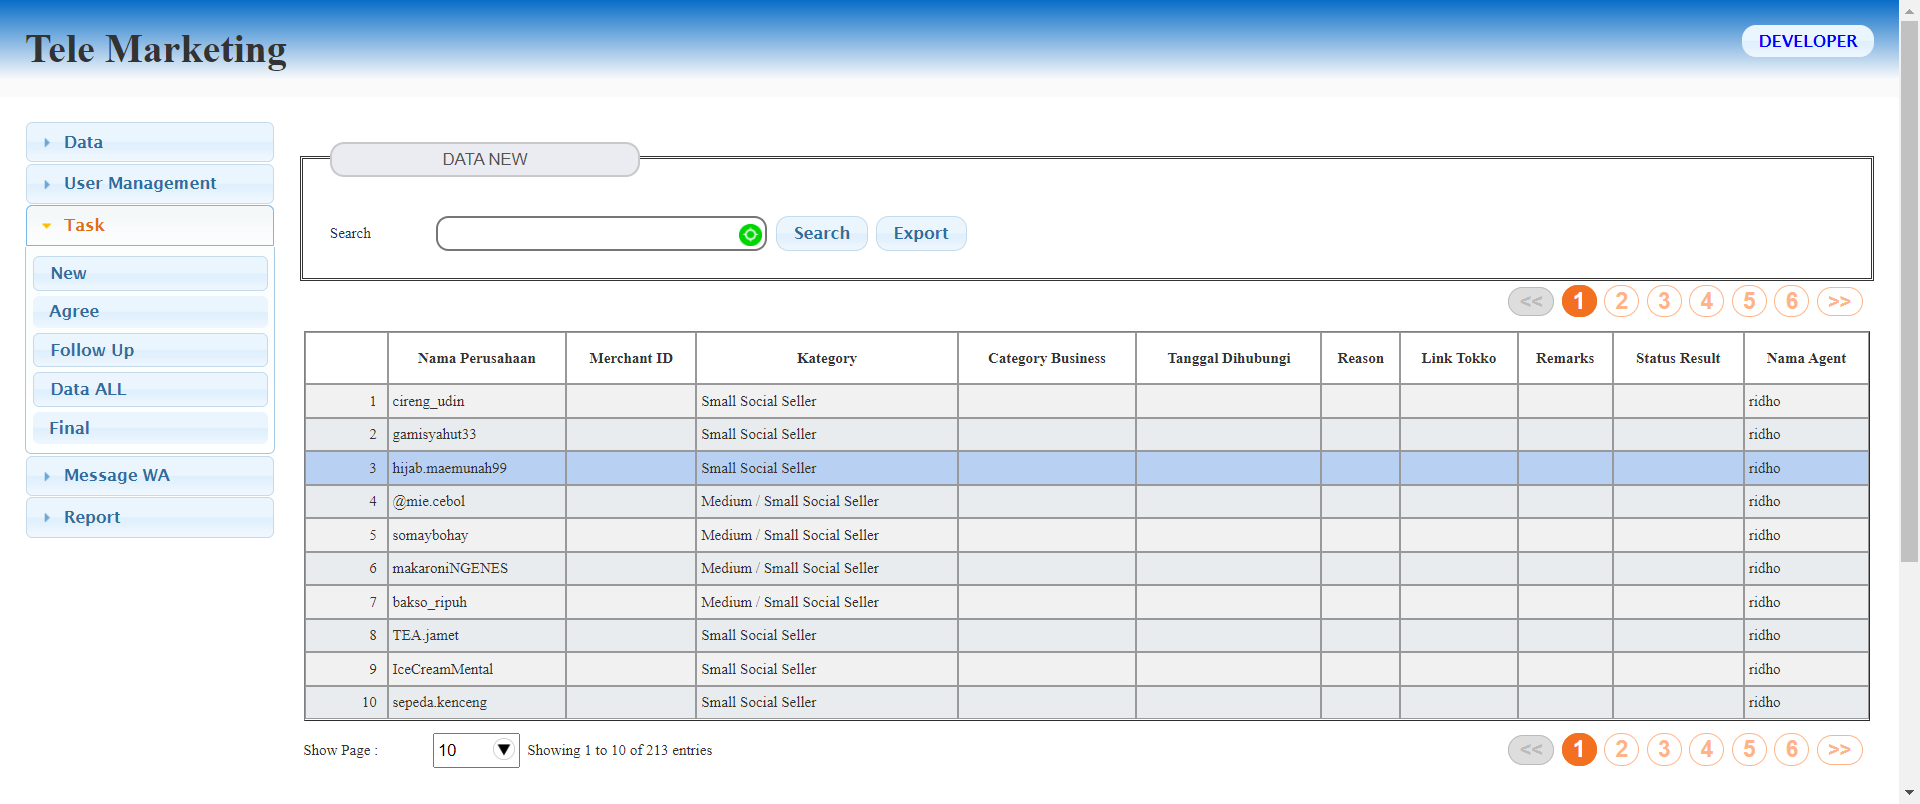 Tele Marketing
DEVELOPER
Data
User Management
Task
New
Agree
Follow Up
Data ALL
Final
Message WA
Report
DATA NEW
Search
Search
Export
<< 1 2 3 4 5 6 >>
Nama Perusahaan Merchant ID Kategory Category Business Tanggal Dihubungi Reason Link Tokko Remarks Status Result Nama Agent
1 cireng_udin Small Social Seller ridho
2 gamisyahut33 Small Social Seller ridho
3 hijab.maemunah99 Small Social Seller ridho
4 @mie.cebol Medium / Small Social Seller ridho
5 somaybohay Medium / Small Social Seller ridho
6 makaroniNGENES Medium / Small Social Seller ridho
7 bakso_ripuh Medium / Small Social Seller ridho
8 TEA.jamet Small Social Seller ridho
9 IceCreamMental Small Social Seller ridho
10 sepeda.kenceng Small Social Seller ridho
Show Page : 10 Showing 1 to 10 of 213 entries
<< 1 2 3 4 5 6 >>